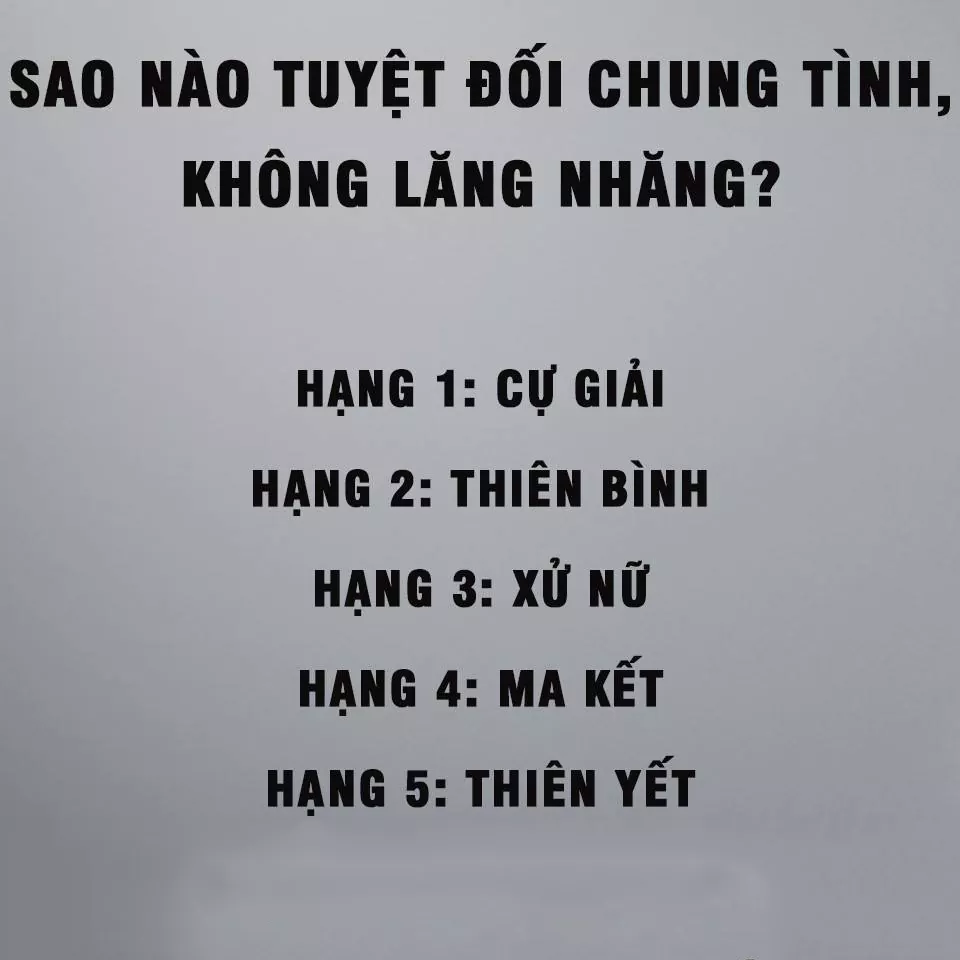 SAO NÀO TUYỆT ĐỐI CHUNG TÌNH,
KHÔNG LĂNG NHĂNG?
HẠNG 1: CỰ GIẢI
HẠNG 2: THIÊN BÌNH
HẠNG 3: XỬ NỮ
HẠNG 4: MA KẾT
HẠNG 5: THIÊN YẾT